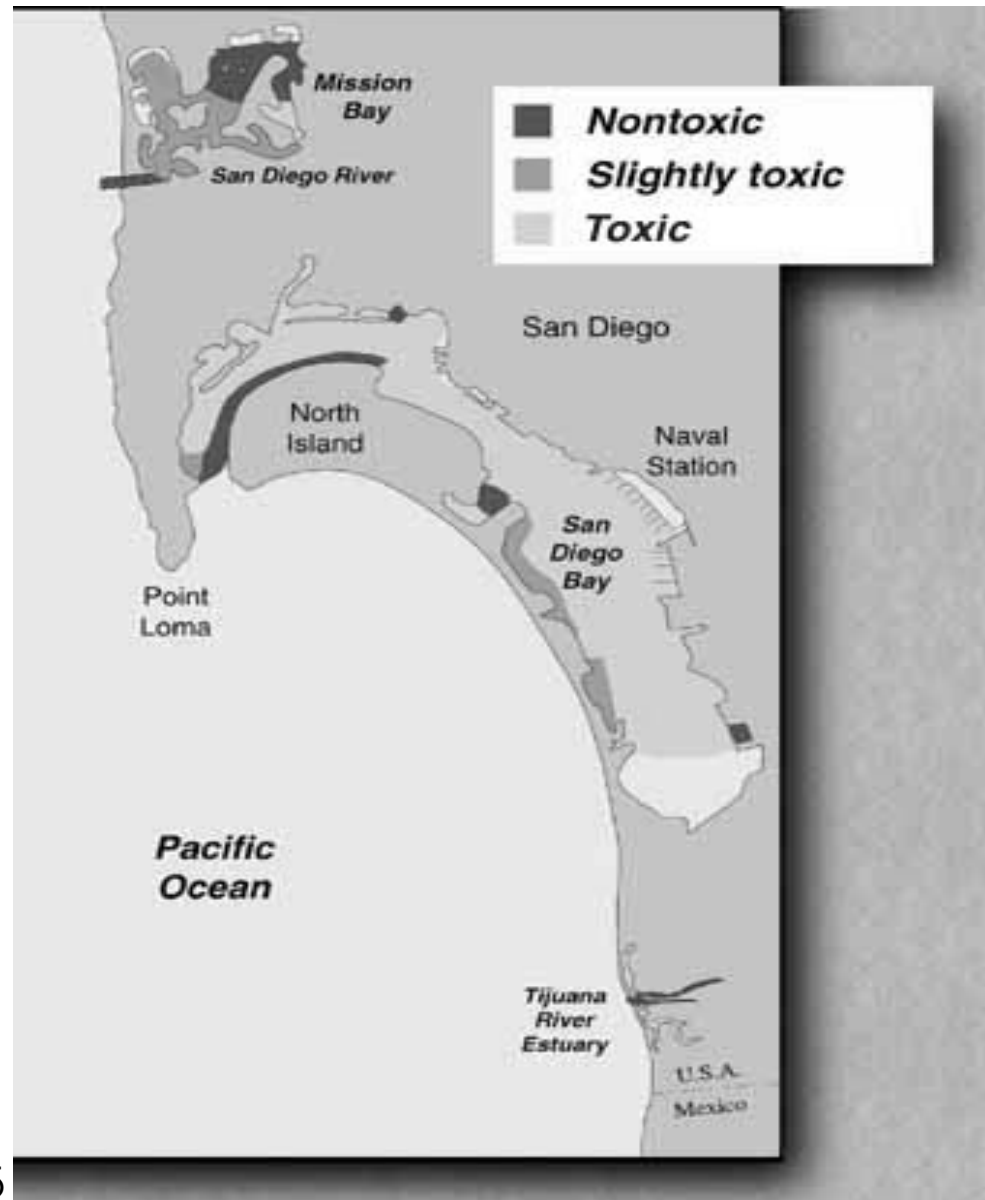 Mission
Bay
San Diego River
Nontoxic
Slightly toxic
Toxic
San Diego
North
Island
Naval
Station
San
Diego
Bay
Point
Loma
Pacific
Ocean
Tijuana
River
Estuary
U.S.A.
Mexico